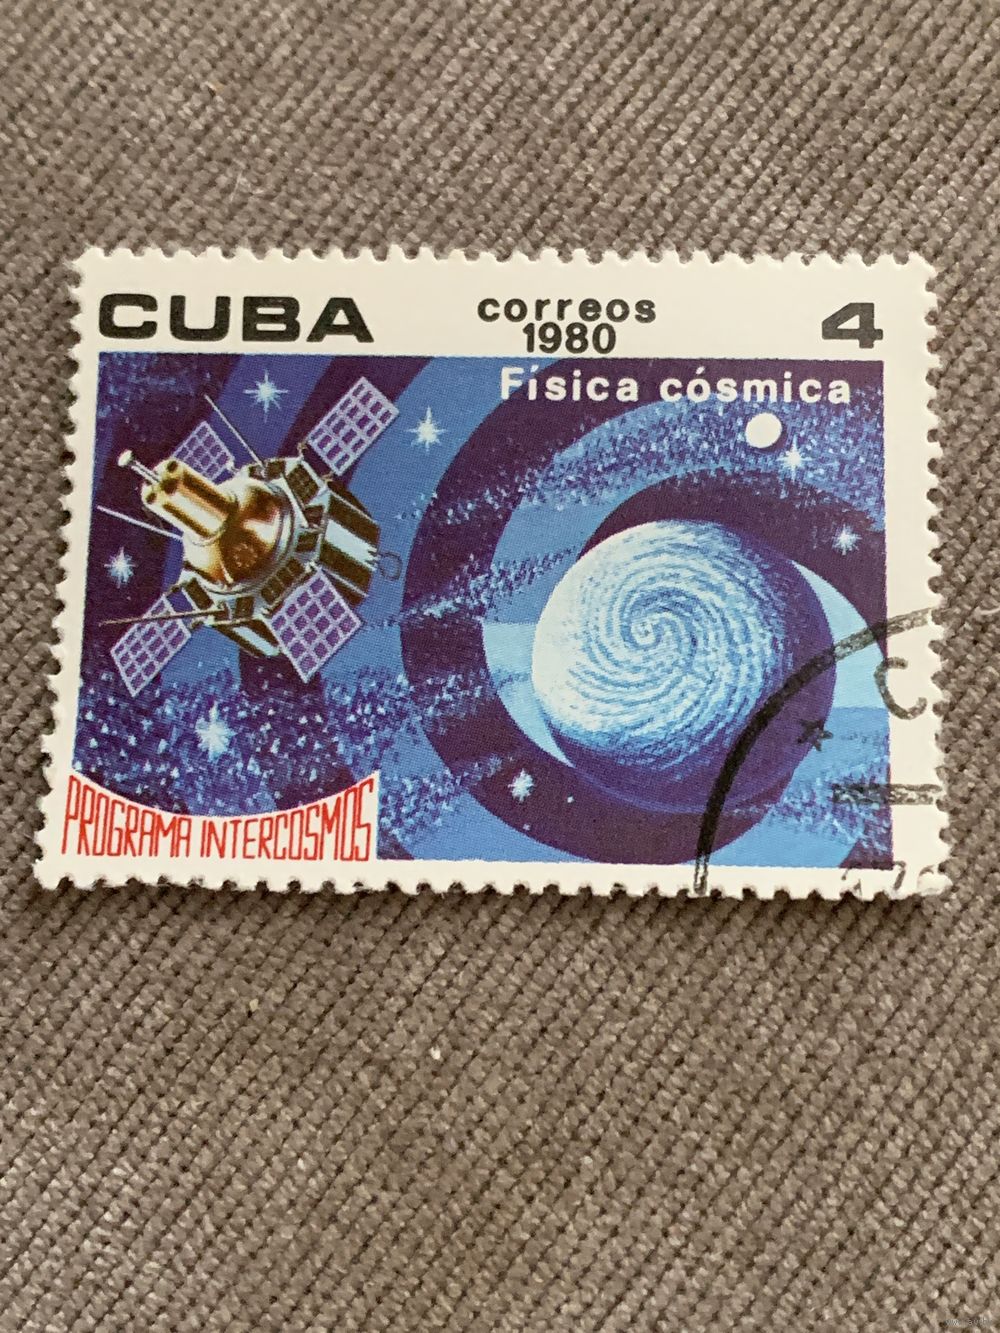 CUBA
correos
1980
4
Física cósmica
PROGRAMA INTERCOSMOS
C